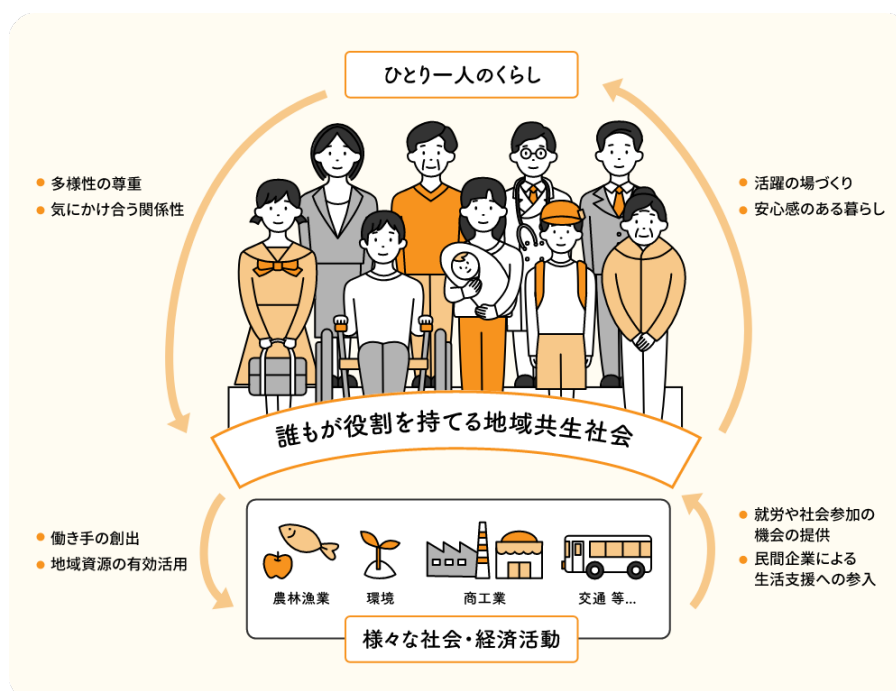 ひとり一人のくらし
● 多様性の尊重
● 気にかけ合う関係性
● 活躍の場づくり
● 安心感のある暮らし
誰もが役割を持てる地域共生社会
● 働き手の創出
● 地域資源の有効活用
● 就労や社会参加の
機会の提供
● 民間企業による
生活支援への参入
農林漁業
環境
商工業
交通 等...
様々な社会・経済活動